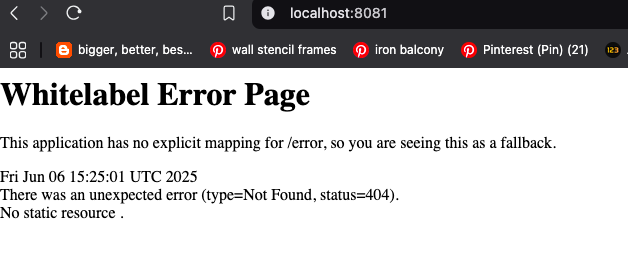 localhost:8081
bigger, better, bes... wall stencil frames iron balcony Pinterest (Pin) (21) 123
Whitelabel Error Page
This application has no explicit mapping for /error, so you are seeing this as a fallback.
Fri Jun 06 15:25:01 UTC 2025
There was an unexpected error (type=Not Found, status=404).
No static resource .